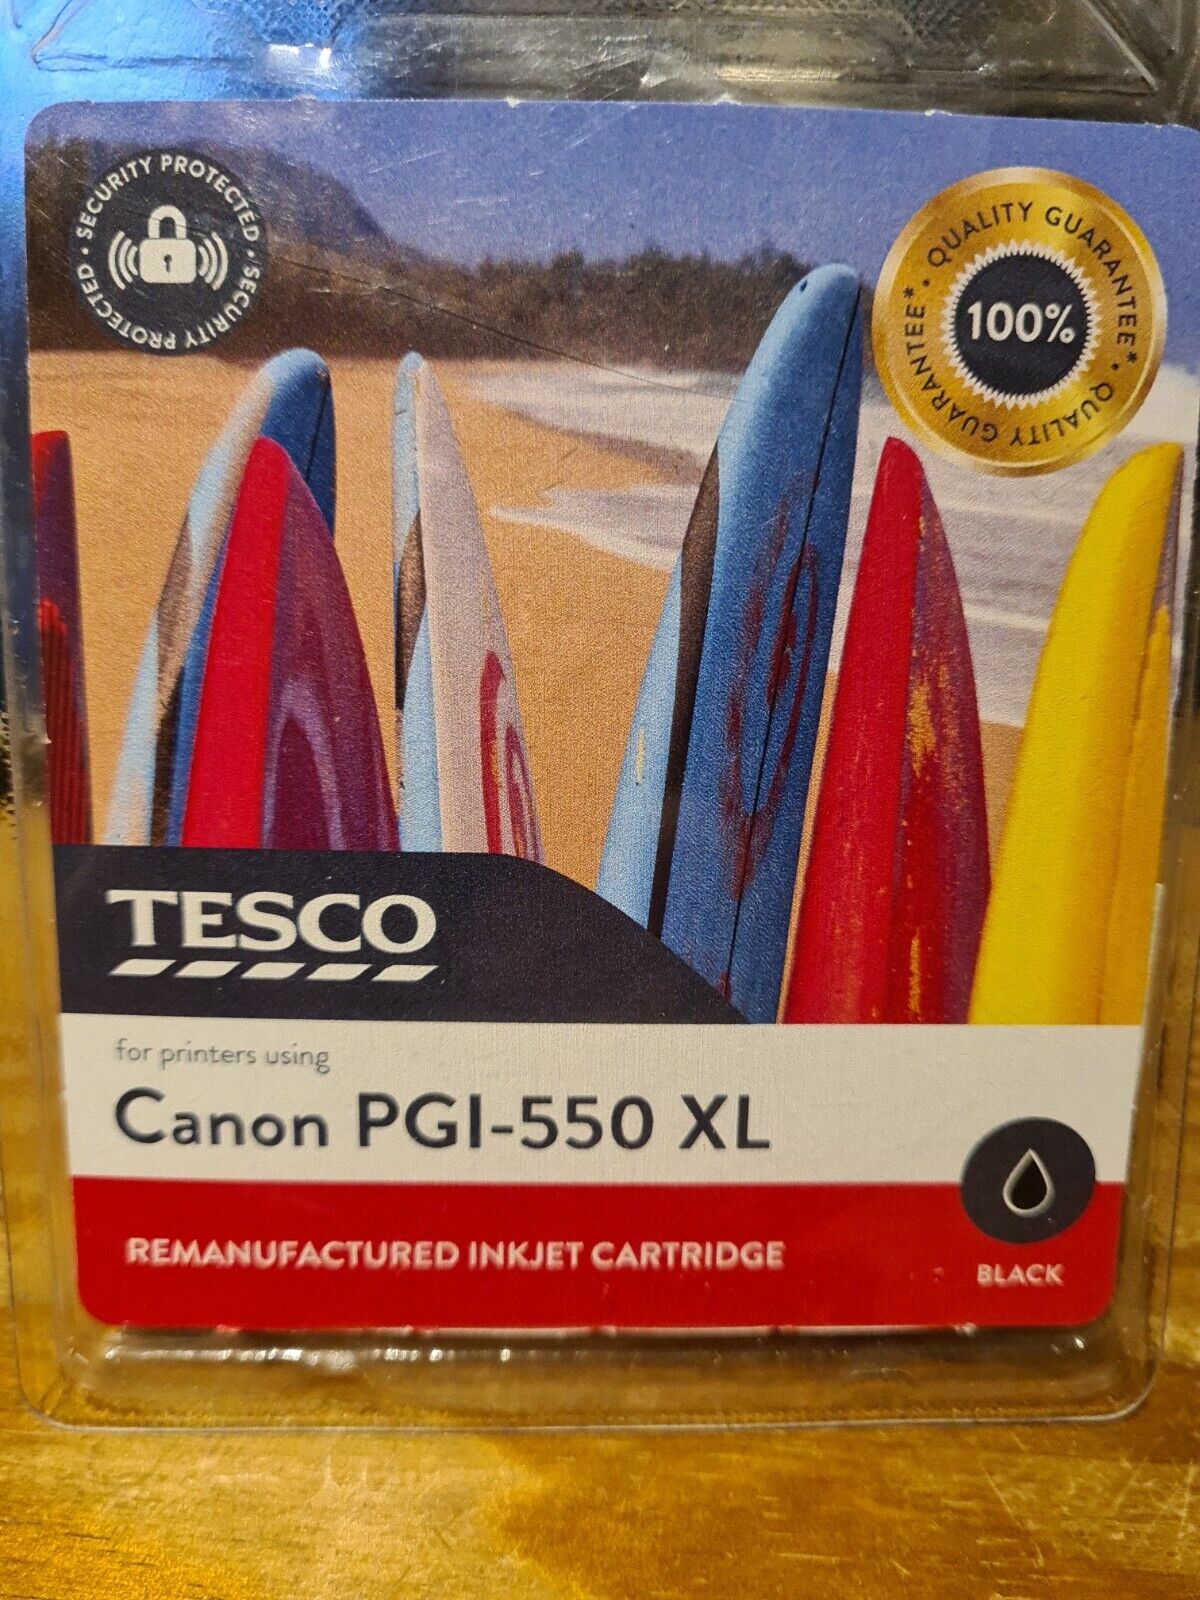 SECURITY PROTECTED • SECURITY PROTECTED •
QUALITY GUARANTEE* • QUALITY GUARANTEE* •
100%
TESCO
for printers using
Canon PGI-550 XL
REMANUFACTURED INKJET CARTRIDGE
BLACK